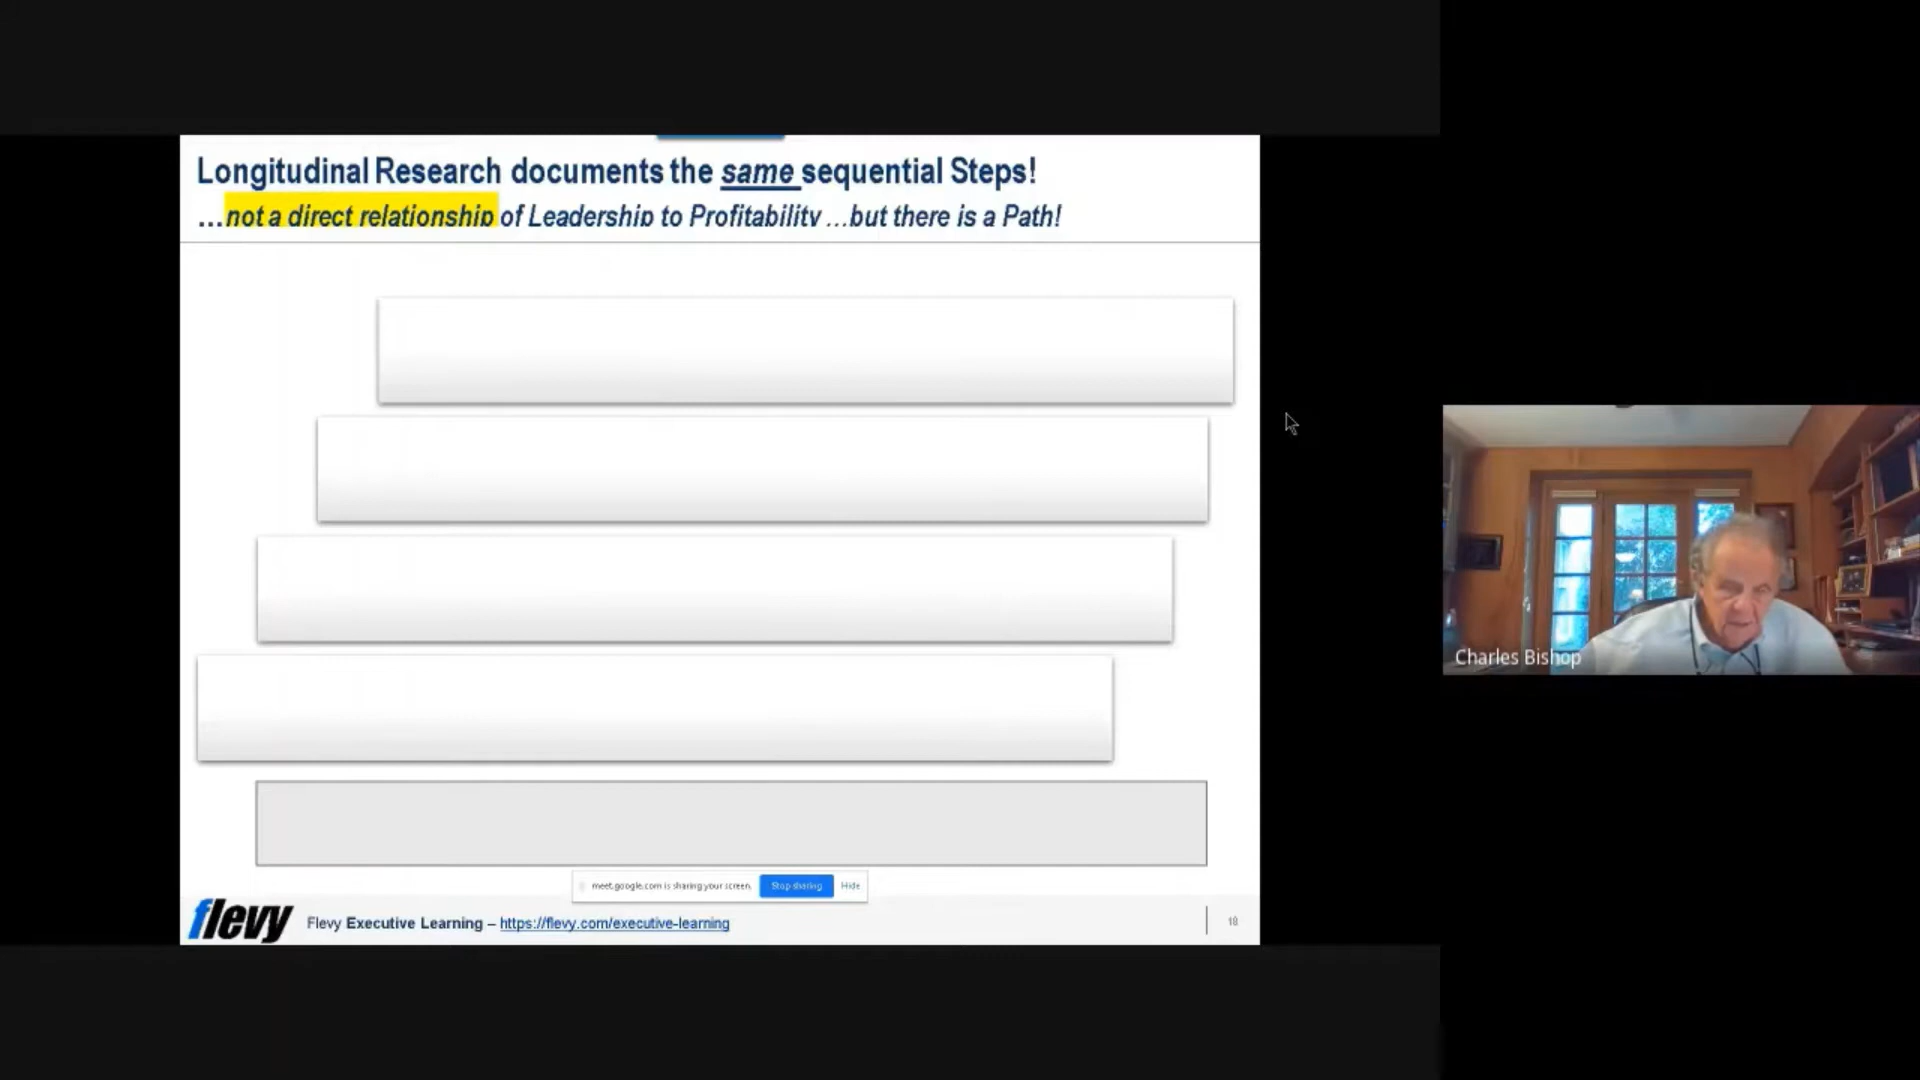 Longitudinal Research documents the same sequential Steps!
...not a direct relationship of Leadership to Profitability ...but there is a Path!
Charles Bishop
meet.google.com is sharing your screen.
Stop sharing
Hide
flevy
Flevy Executive Learning – https://flevy.com/executive-learning
18